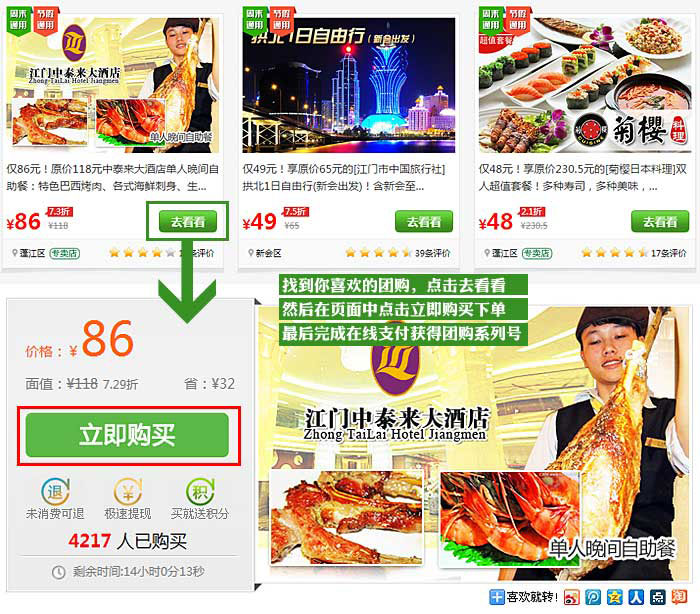 周末通用
节假通用
江门中泰来大酒店
Zhong TaiLai Hotel Jiangmen
单人晚间自助餐
仅86元！原价118元中泰来大酒店单人晚间自
助餐：特色巴西烤肉、各式海鲜刺身、生...
¥86
7.3折
¥118
去看看
蓬江区
专卖店
条评价
周末通用
节假通用
拱北1日自由行（新会出发）
仅49元！享原价65元的[江门市中国旅行社]
拱北1日自由行(新会出发)！含新会至...
¥49
7.5折
¥65
去看看
新会区
39条评价
周末通用
节假通用
超值套餐
菊樱
料理
CUISINE
仅48元！享原价230.5元的[菊樱日本料理]双
人超值套餐！多种寿司，多种美味，...
¥48
2.1折
¥230.5
去看看
蓬江区
专卖店
17条评价
找到你喜欢的团购，点击去看看
然后在页面中点击立即购买下单
最后完成在线支付获得团购系列号
价格：¥86
面值：¥118 7.29折 省：¥32
立即购买
退
¥
积
未消费可退
极速提现
买就送积分
4217 人已购买
剩余时间:14小时0分13秒
江门中泰来大酒店
Zhong TaiLai Hotel Jiangmen
单人晚间自助餐
喜欢就转！